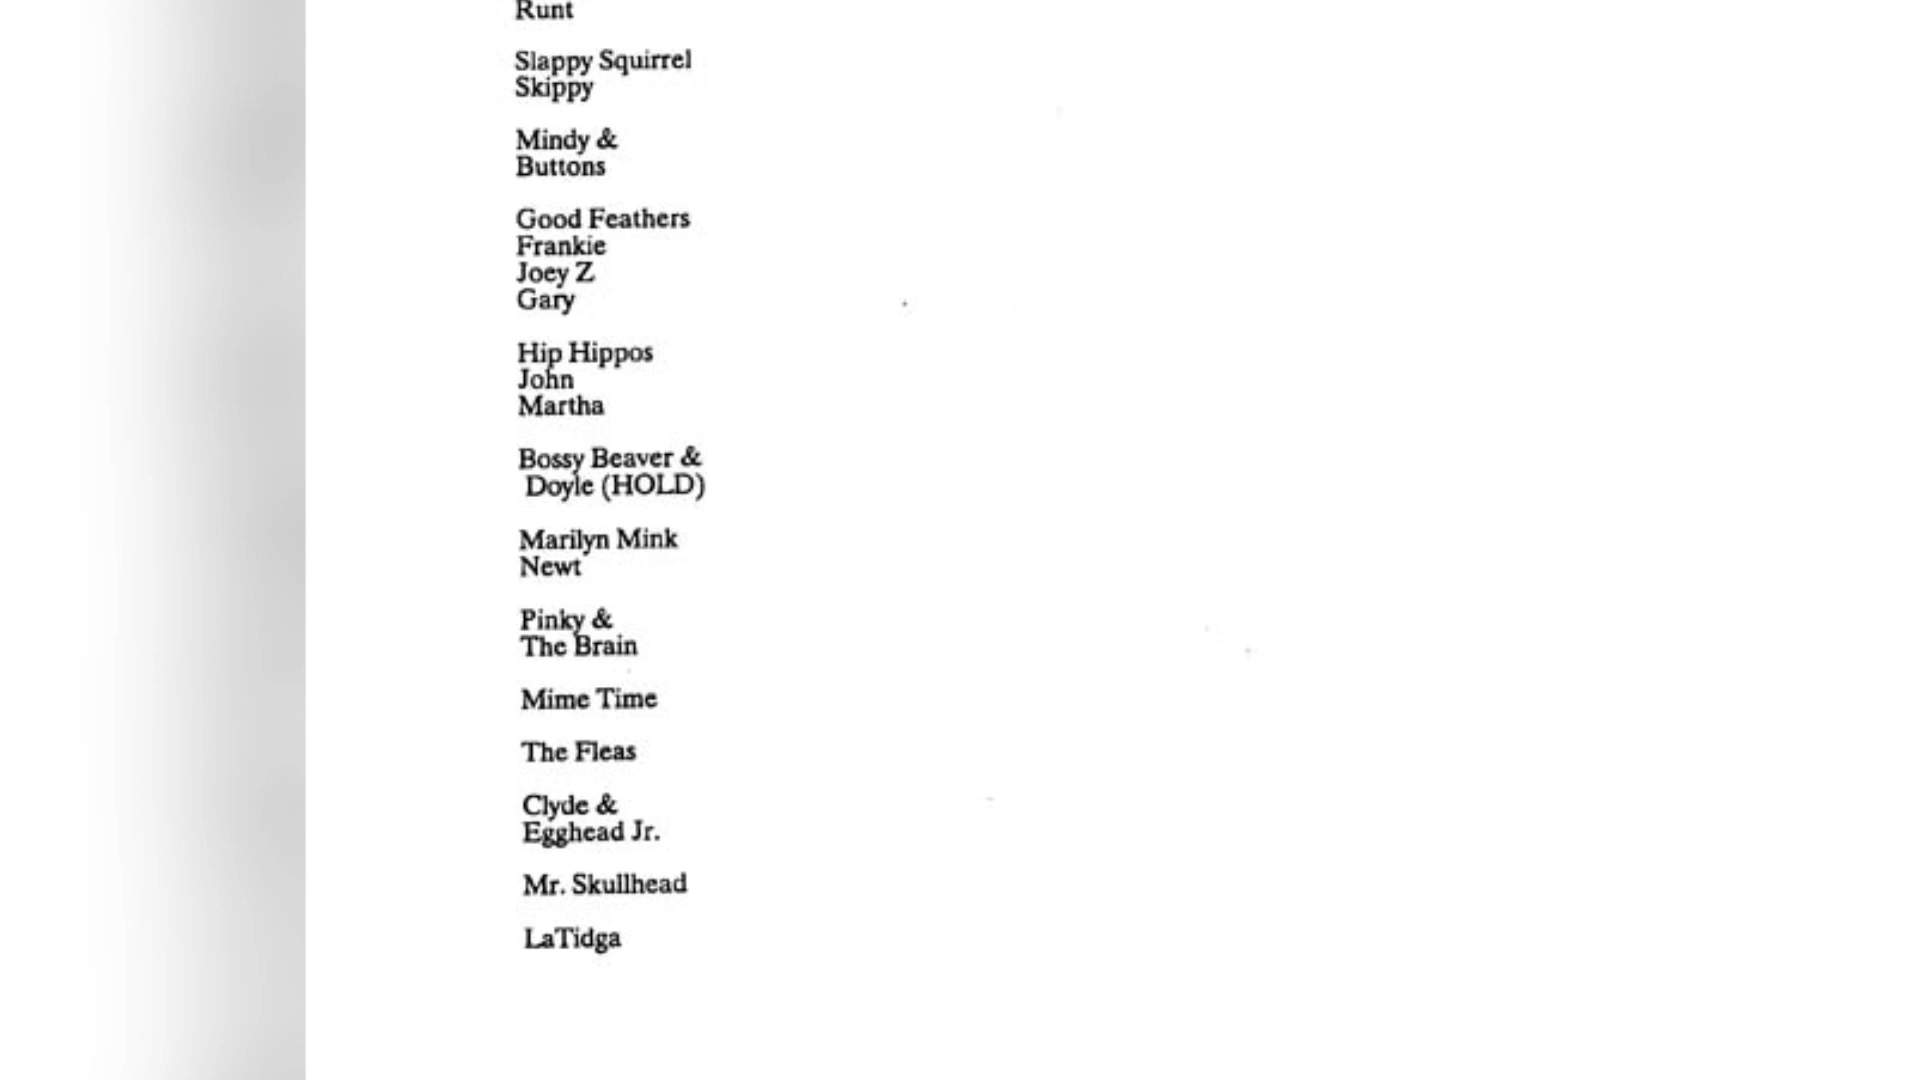 Runt
Slappy Squirrel
Skippy
Mindy &
Buttons
Good Feathers
Frankie
Joey Z
Gary
Hip Hippos
John
Martha
Bossy Beaver &
Doyle (HOLD)
Marilyn Mink
Newt
Pinky &
The Brain
Mime Time
The Fleas
Clyde &
Egghead Jr.
Mr. Skullhead
LaTidga